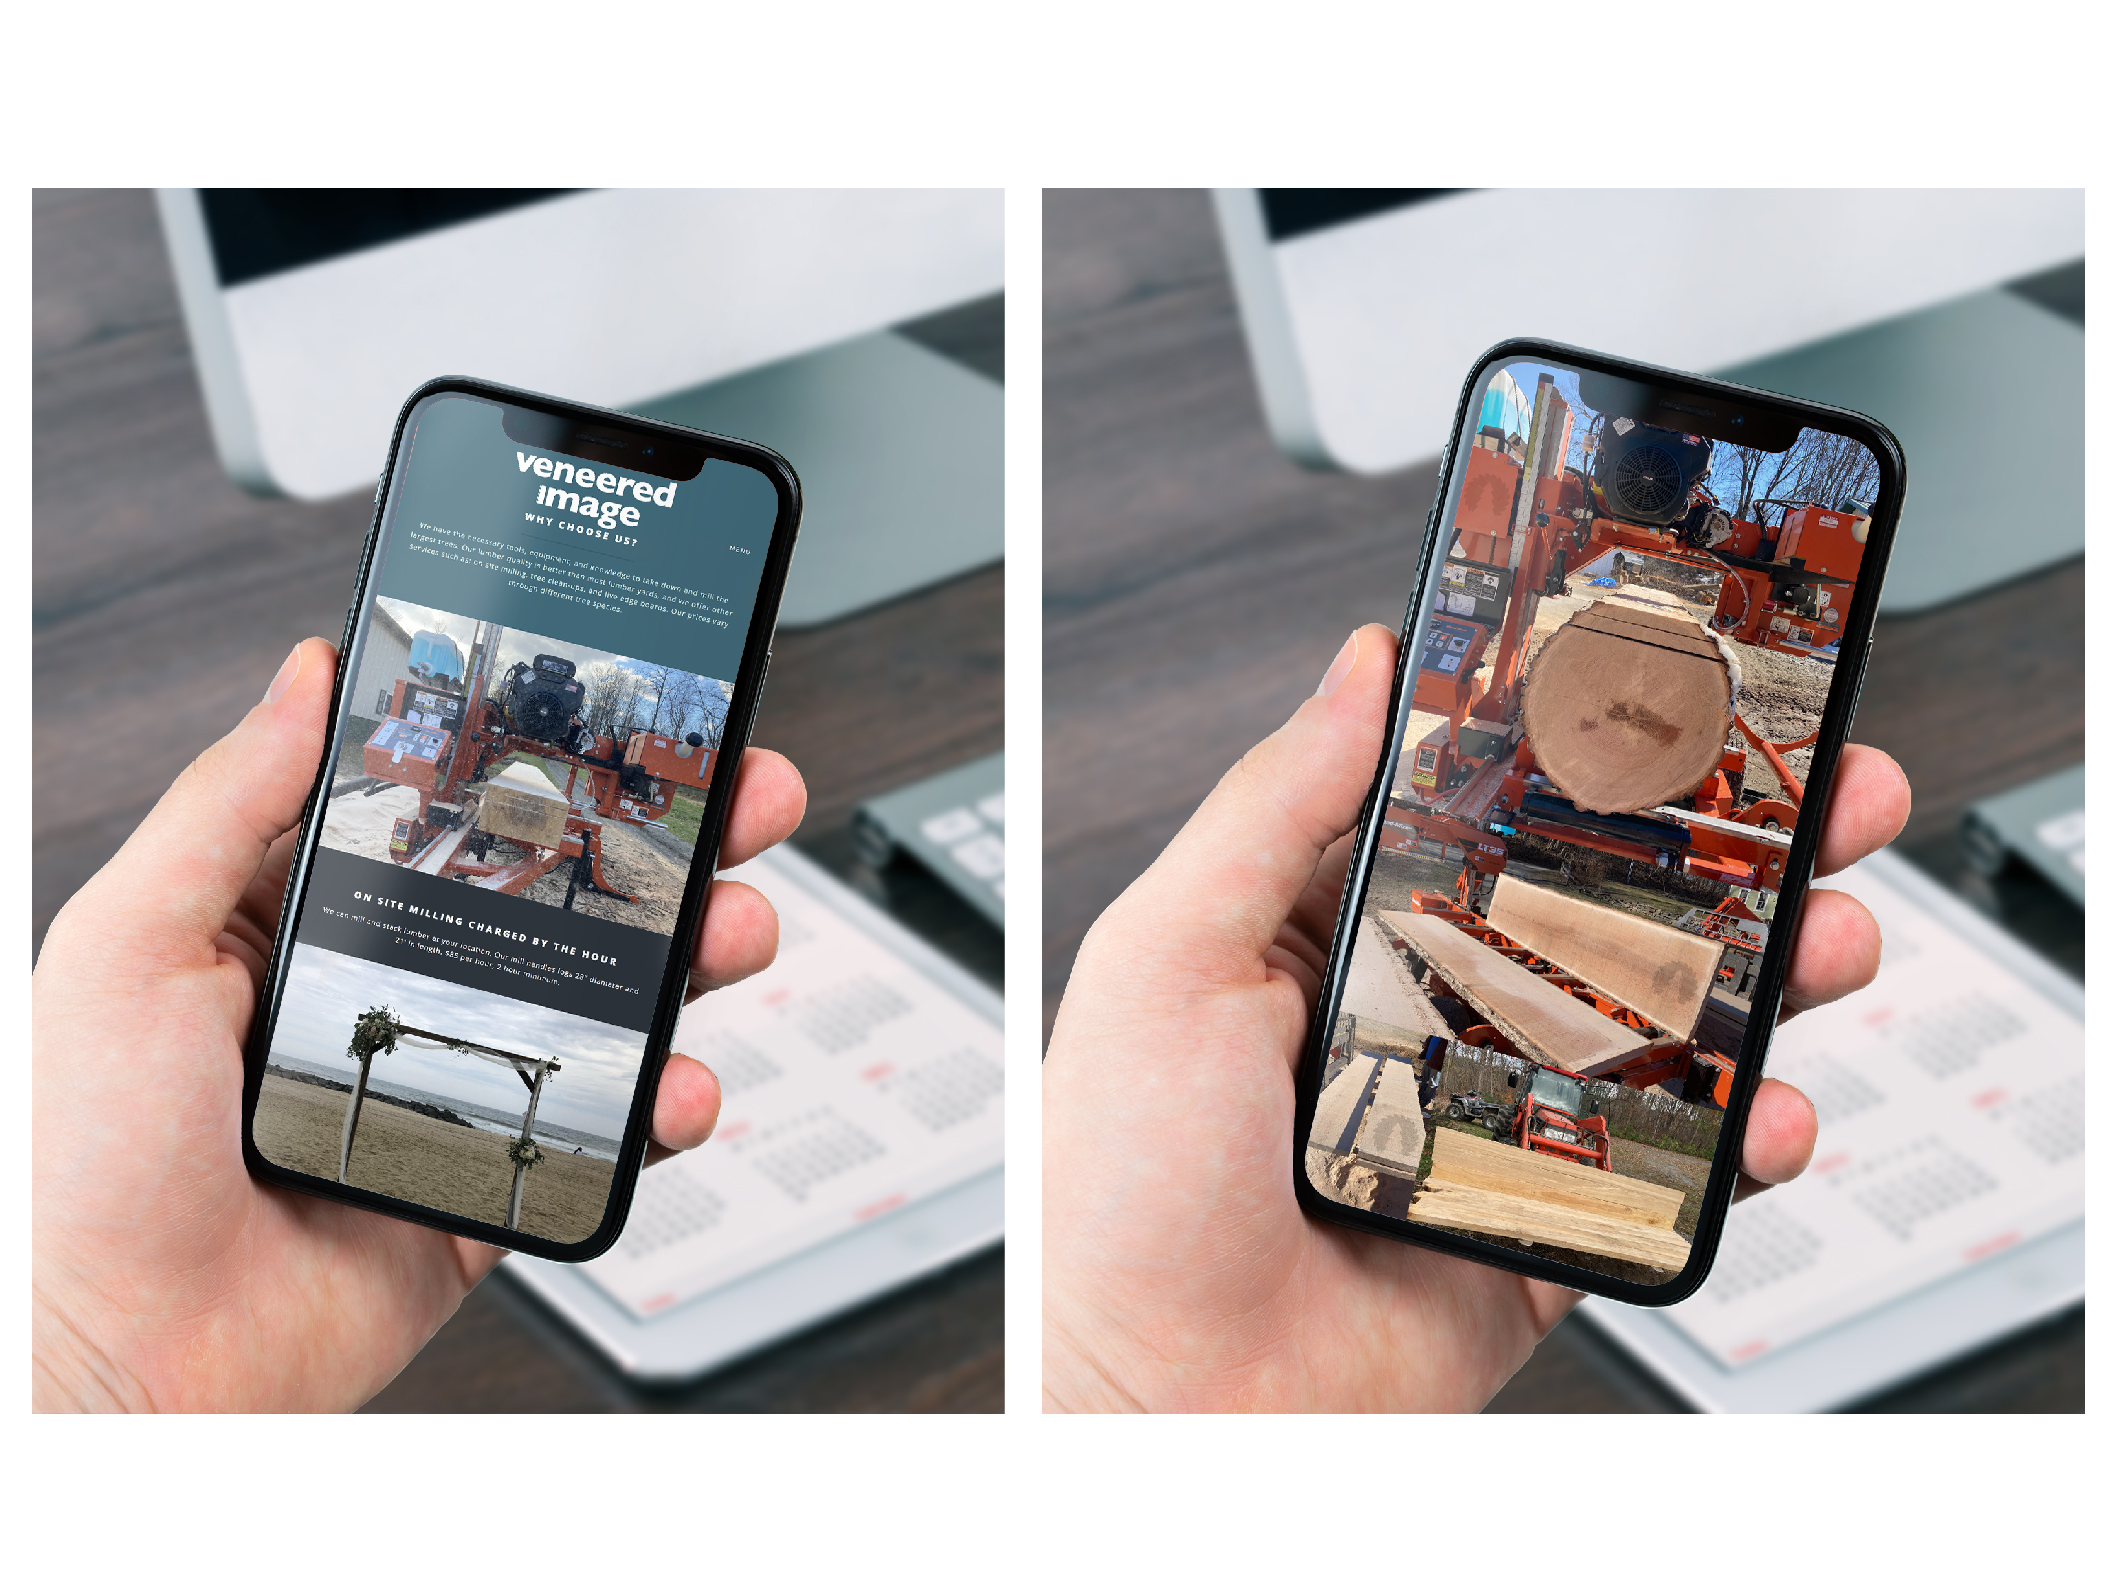 veneered
image
WHY CHOOSE US?
MENU
We have the necessary tools, equipment, and knowledge to take down and mill the
largest trees. Our lumber quality is better than most lumber yards, and we offer other
services such as: on site milling, tree clean-ups, and live edge boards. Our prices vary
through different tree species.
ON SITE MILLING CHARGED BY THE HOUR
We can mill and stack lumber at your location. Our mill handles logs 28" diameter and
21' in length. $85 per hour, 2 hour minimum.
LT35